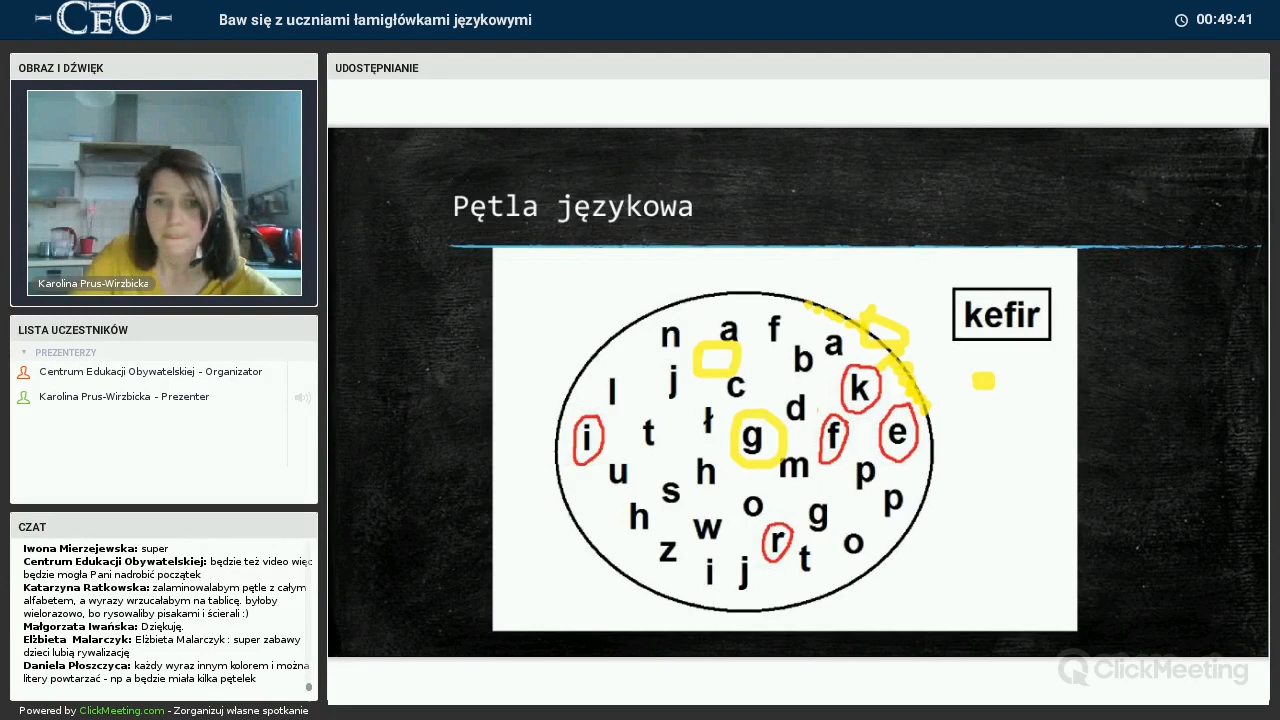 CEO
Baw się z uczniami łamigłówkami językowymi
00:49:41
OBRAZ I DŹWIĘK
Karolina Prus-Wirzbicka
LISTA UCZESTNIKÓW
PREZENTERZY
Centrum Edukacji Obywatelskiej - Organizator
Karolina Prus-Wirzbicka - Prezenter
CZAT
Iwona Mierzejewska: super
Centrum Edukacji Obywatelskiej: będzie też video więc
będzie mogła Pani nadrobić początek
Katarzyna Ratkowska: zalaminowalabym pętle z całym
alfabetem, a wyrazy wrzucałabym na tablicę, byłoby
wielorazowo, bo rysowaliby pisakami i ścierali :)
Małgorzata Iwańska: Dziękuję.
Elżbieta Malarczyk: Elżbieta Malarczyk : super zabawy
dzieci lubią rywalizację
Daniela Płoszczyca: każdy wyraz innym kolorem i można
litery powtarzać - np a będzie miała kilka pętelek
Powered by ClickMeeting.com - Zorganizuj własne spotkanie
UDOSTĘPNIANIE
Pętla językowa
kefir
n a f
b a
l j c k
ł d
i t g f e
u h m p
s o p
h w g
z r o
i j t
ClickMeeting